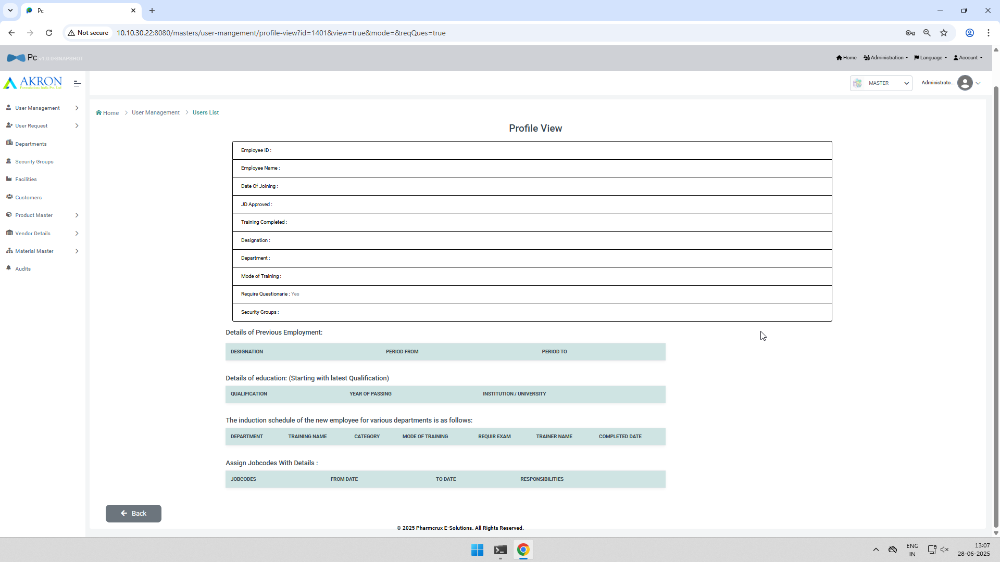 Pc
Not secure
10.10.30.22:8080/masters/user-mangement/profile-view?id=1401&view=true&mode=&reqQues=true
Pc v1.0.0-SNAPSHOT
Home
Administration
Language
Account
AKRON
Formulations India Pvt. Ltd
MASTER
Administrato...
User Management
User Request
Departments
Security Groups
Facilities
Customers
Product Master
Vendor Details
Material Master
Audits
Home
User Management
Users List
Profile View
Employee ID :
Employee Name :
Date Of Joining :
JD Approved :
Training Completed :
Designation :
Department :
Mode of Training :
Require Questionarie : Yes
Security Groups :
Details of Previous Employment:
DESIGNATION PERIOD FROM PERIOD TO
Details of education: (Starting with latest Qualification)
QUALIFICATION YEAR OF PASSING INSTITUTION / UNIVERSITY
The induction schedule of the new employee for various departments is as follows:
DEPARTMENT TRAINING NAME CATEGORY MODE OF TRAINING REQUIR EXAM TRAINER NAME COMPLETED DATE
Assign Jobcodes With Details :
JOBCODES FROM DATE TO DATE RESPONSIBILITIES
Back
© 2025 Pharmcrux E-Solutions. All Rights Reserved.
ENG
IN
13:07
28-06-2025